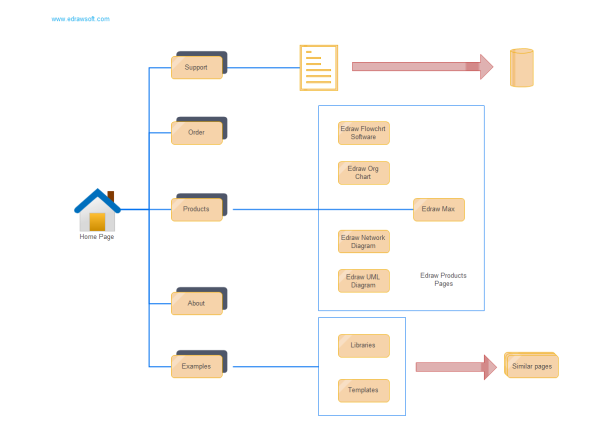 www.edrawsoft.com
Support
Order
Edraw Flowchrt
Software
Edraw Org
Chart
Home Page
Products
Edraw Max
Edraw Network
Diagram
Edraw UML
Diagram
Edraw Products
Pages
About
Libraries
Examples
Similar pages
Templates